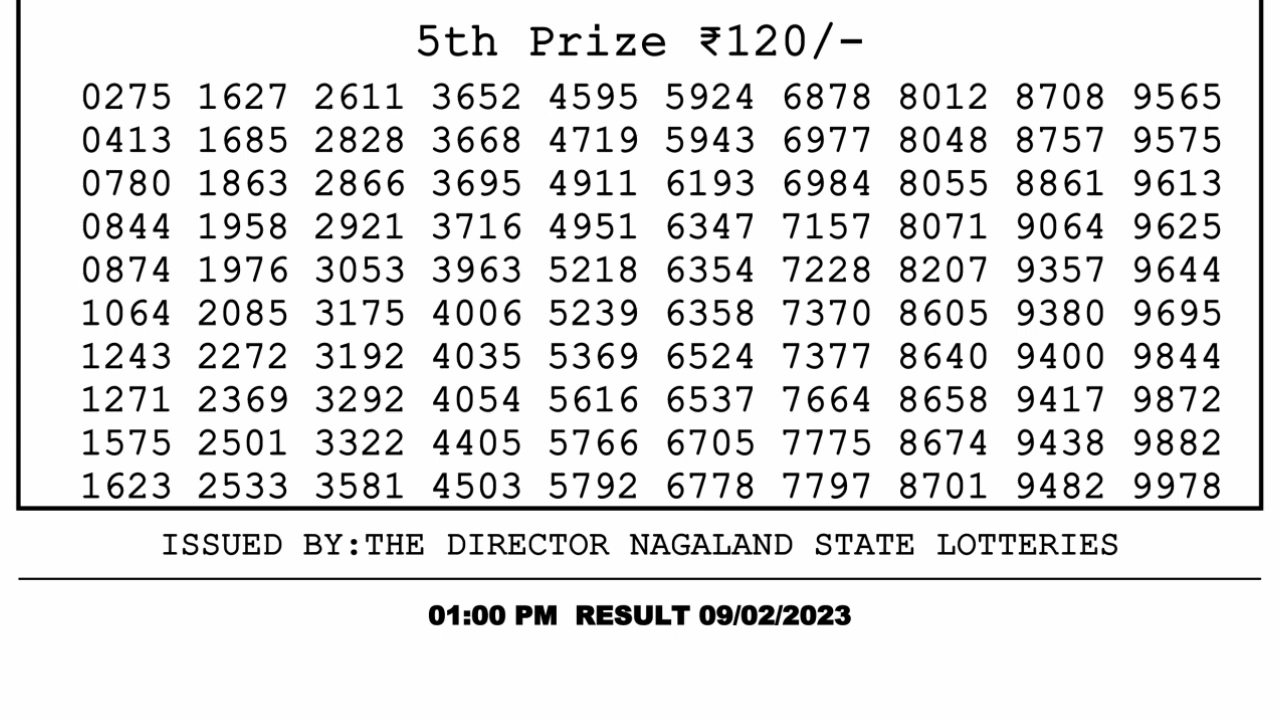 5th Prize ₹120/-
0275 1627 2611 3652 4595 5924 6878 8012 8708 9565
0413 1685 2828 3668 4719 5943 6977 8048 8757 9575
0780 1863 2866 3695 4911 6193 6984 8055 8861 9613
0844 1958 2921 3716 4951 6347 7157 8071 9064 9625
0874 1976 3053 3963 5218 6354 7228 8207 9357 9644
1064 2085 3175 4006 5239 6358 7370 8605 9380 9695
1243 2272 3192 4035 5369 6524 7377 8640 9400 9844
1271 2369 3292 4054 5616 6537 7664 8658 9417 9872
1575 2501 3322 4405 5766 6705 7775 8674 9438 9882
1623 2533 3581 4503 5792 6778 7797 8701 9482 9978
ISSUED BY:THE DIRECTOR NAGALAND STATE LOTTERIES
01:00 PM RESULT 09/02/2023